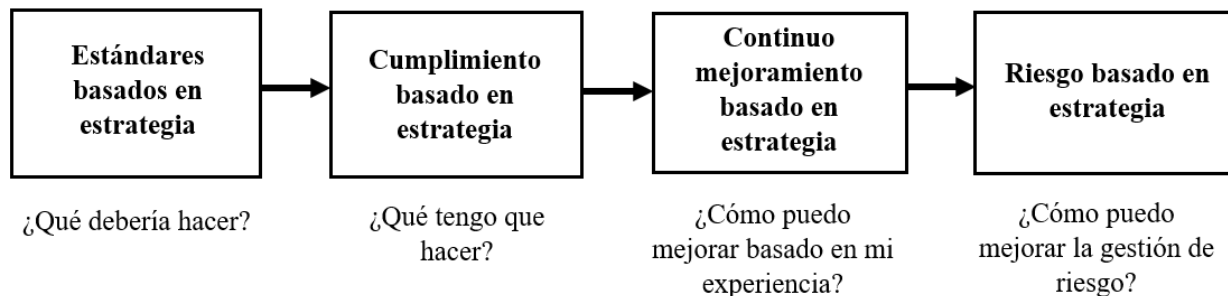 Estándares
basados en
estrategia
Cumplimiento
basado en
estrategia
Continuo
mejoramiento
basado en
estrategia
Riesgo basado en
estrategia
¿Qué debería hacer?
¿Qué tengo que
hacer?
¿Cómo puedo
mejorar basado en mi
experiencia?
¿Cómo puedo
mejorar la gestión de
riesgo?